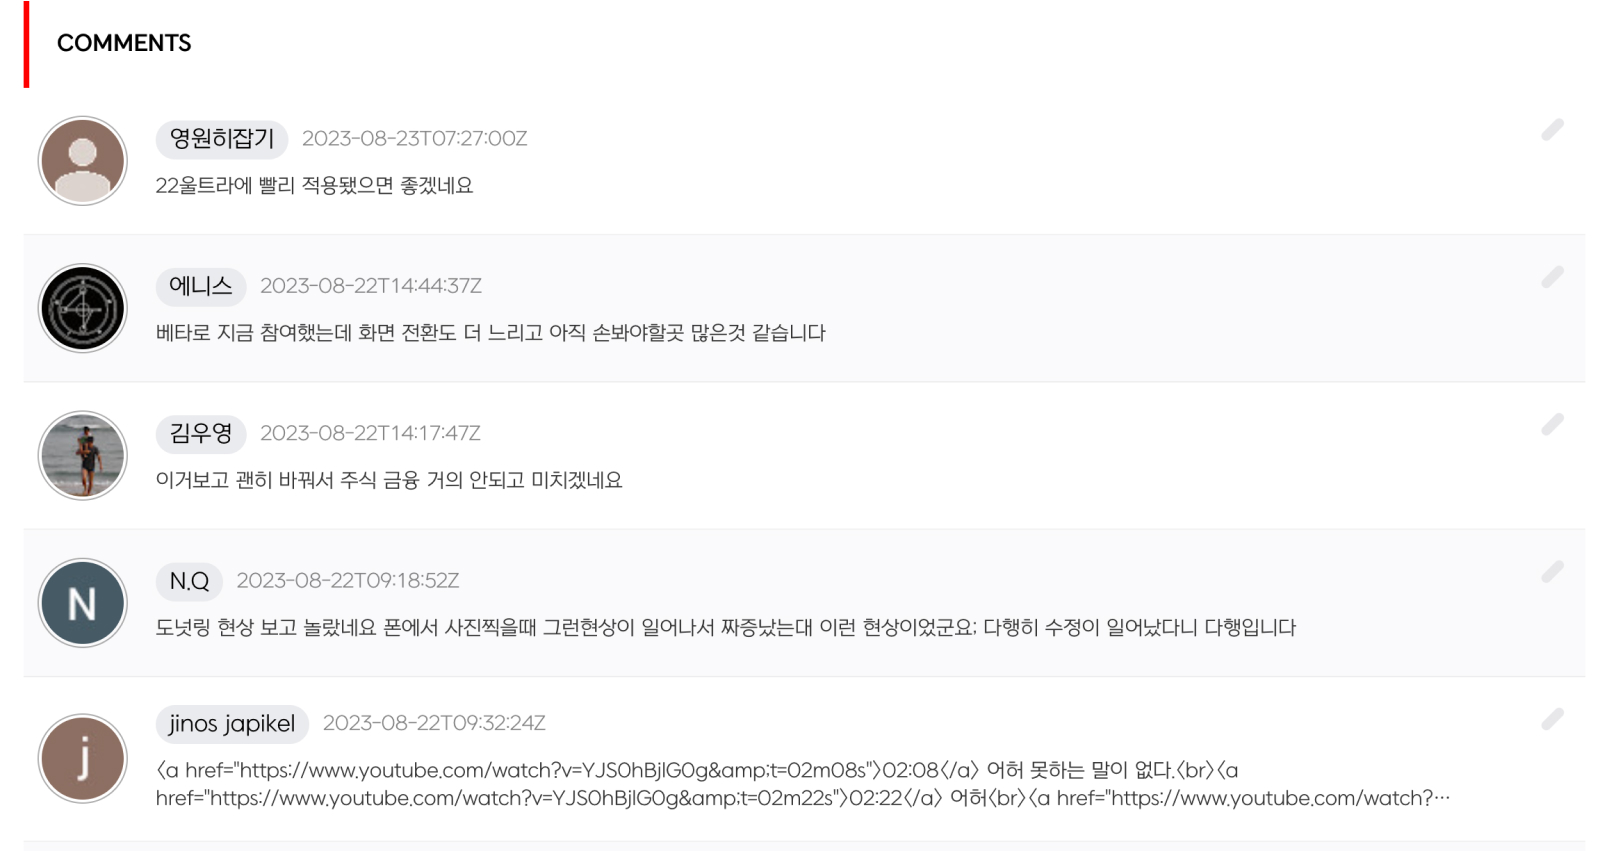 COMMENTS
영원히잡기 2023-08-23T07:27:00Z
22울트라에 빨리 적용됐으면 좋겠네요
에니스 2023-08-22T14:44:37Z
베타로 지금 참여했는데 화면 전환도 더 느리고 아직 손봐야할곳 많은것 같습니다
김우영 2023-08-22T14:17:47Z
이거보고 괜히 바꿔서 주식 금융 거의 안되고 미치겠네요
N N.Q 2023-08-22T09:18:52Z
도넛링 현상 보고 놀랐네요 폰에서 사진찍을때 그런현상이 일어나서 짜증났는대 이런 현상이었군요; 다행히 수정이 일어났다니 다행입니다
j jinos japikel 2023-08-22T09:32:24Z
<a href="https://www.youtube.com/watch?v=YJS0hBjlG0g&amp;t=02m08s">02:08</a> 어허 못하는 말이 없다.<br><a
href="https://www.youtube.com/watch?v=YJS0hBjlG0g&amp;t=02m22s">02:22</a> 어허<br><a href="https://www.youtube.com/watch?…